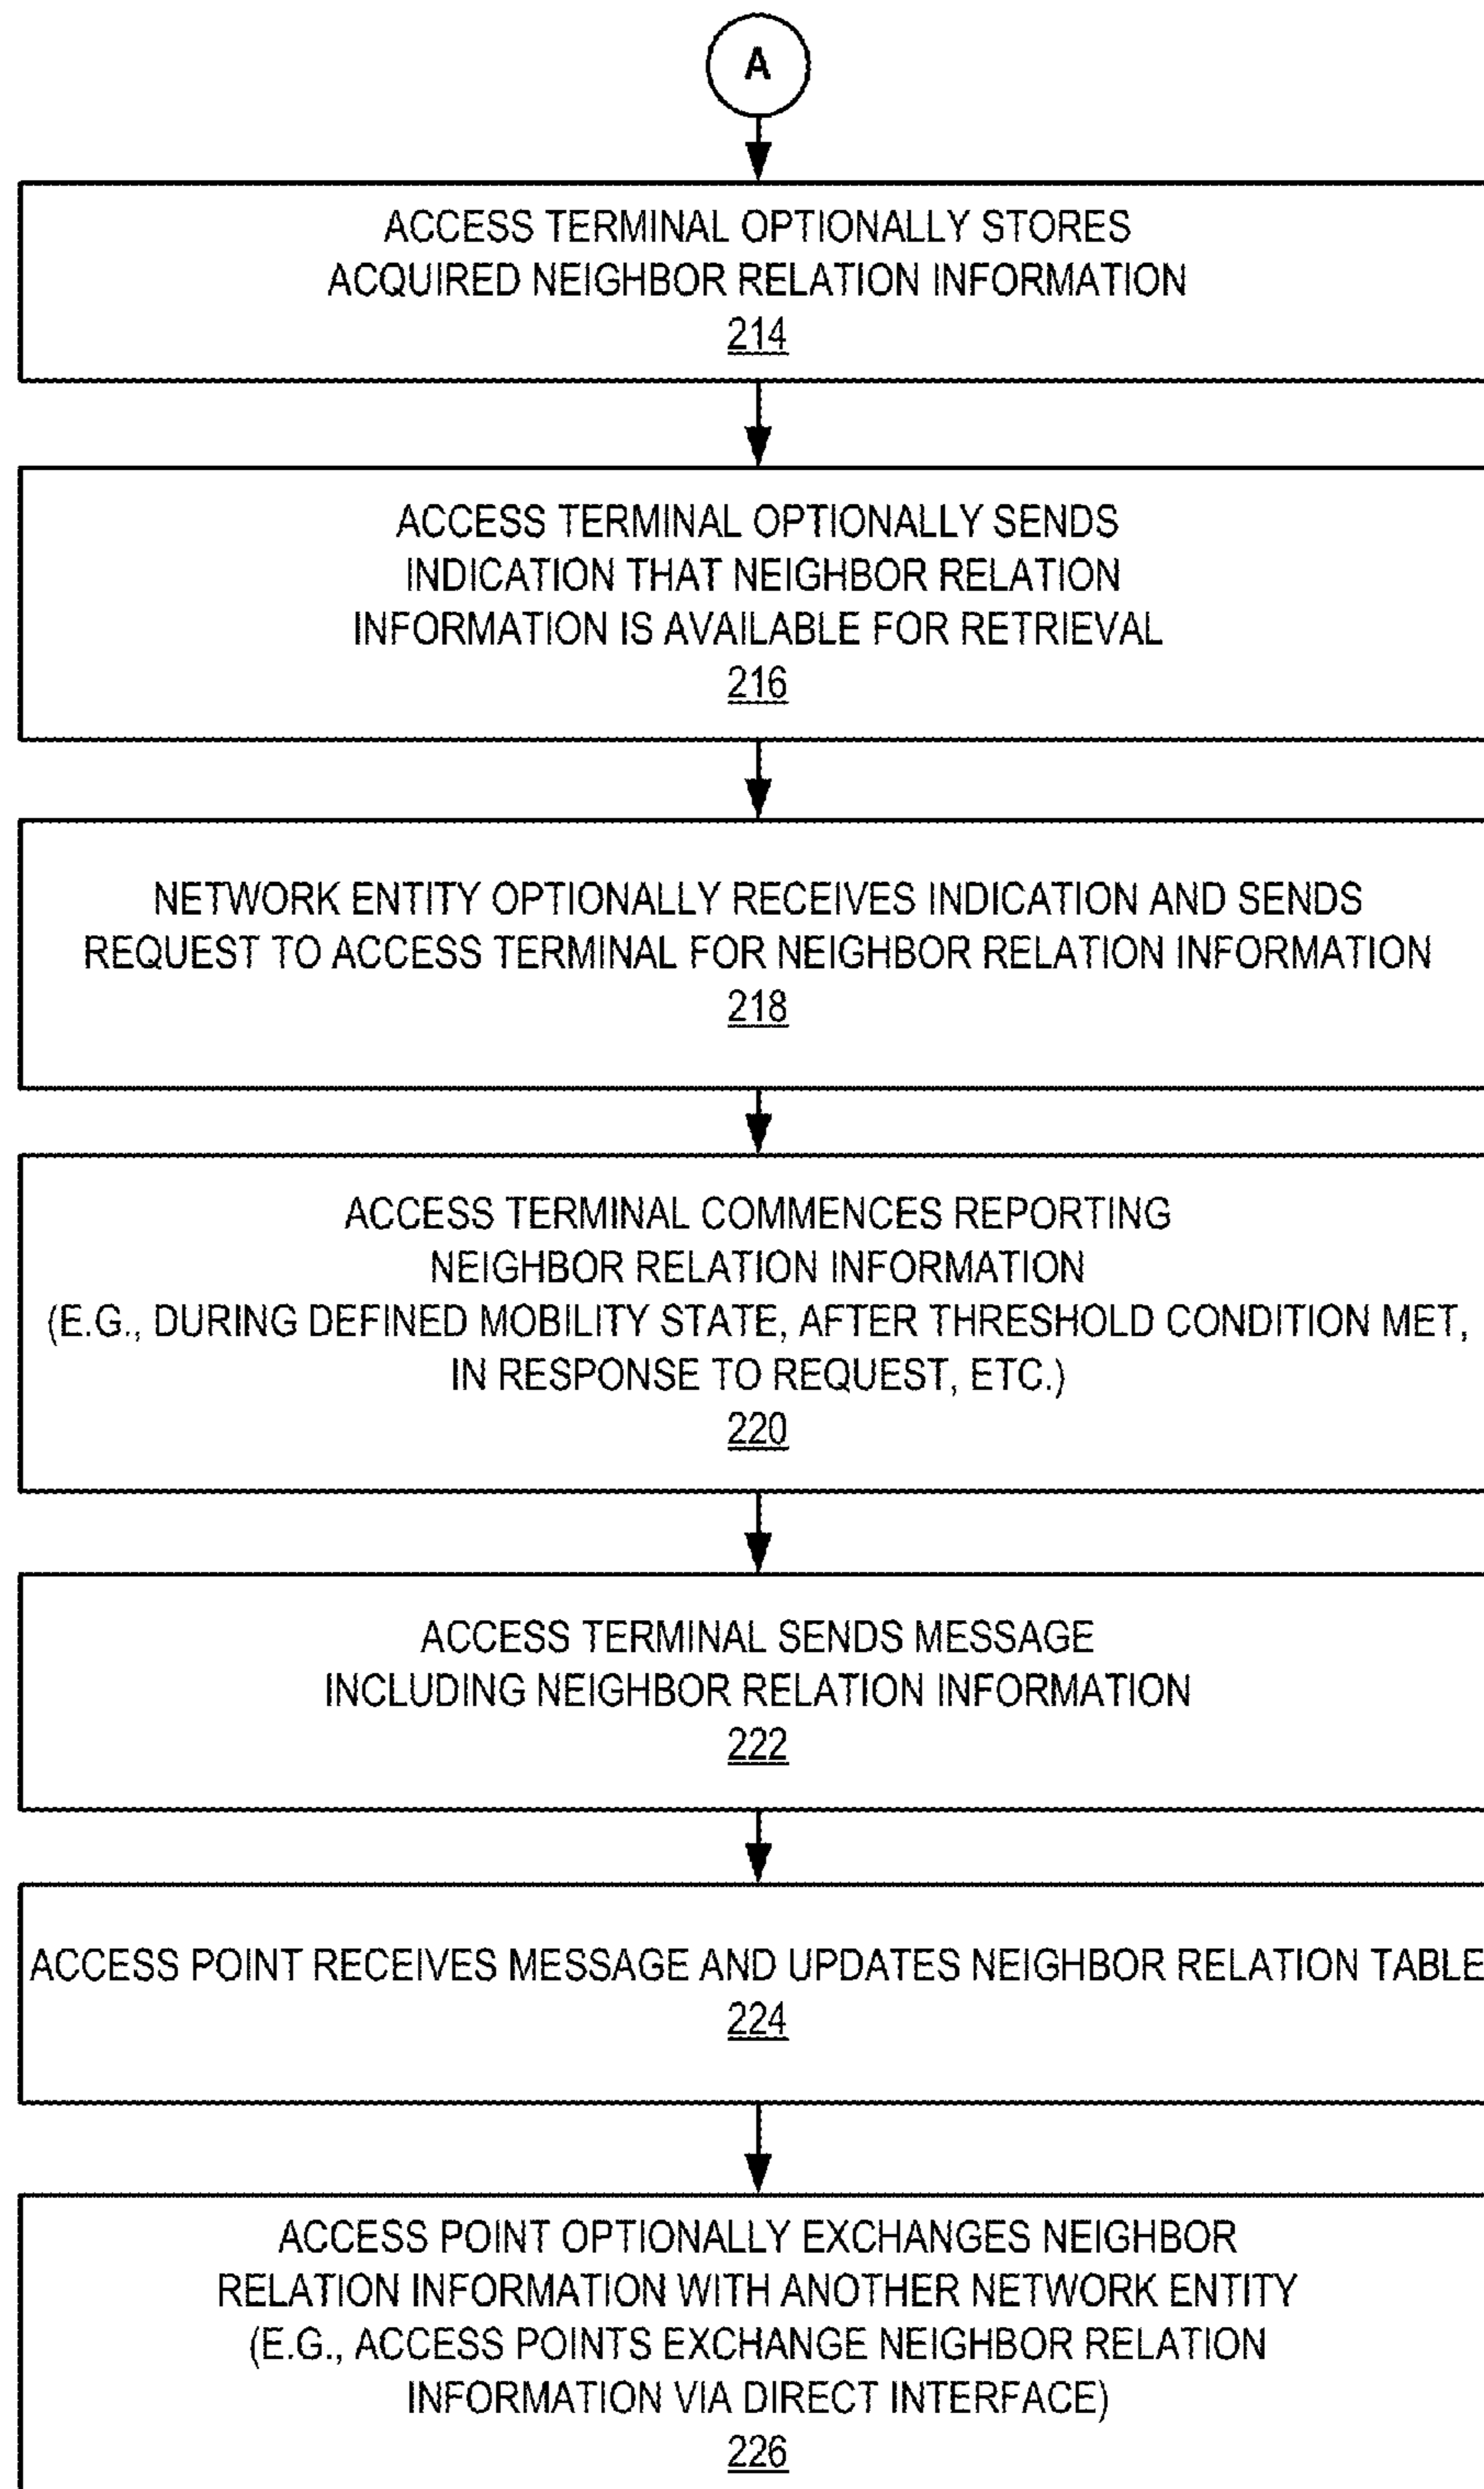 A
ACCESS TERMINAL OPTIONALLY STORES
ACQUIRED NEIGHBOR RELATION INFORMATION
214
ACCESS TERMINAL OPTIONALLY SENDS
INDICATION THAT NEIGHBOR RELATION
INFORMATION IS AVAILABLE FOR RETRIEVAL
216
NETWORK ENTITY OPTIONALLY RECEIVES INDICATION AND SENDS
REQUEST TO ACCESS TERMINAL FOR NEIGHBOR RELATION INFORMATION
218
ACCESS TERMINAL COMMENCES REPORTING
NEIGHBOR RELATION INFORMATION
(E.G., DURING DEFINED MOBILITY STATE, AFTER THRESHOLD CONDITION MET,
IN RESPONSE TO REQUEST, ETC.)
220
ACCESS TERMINAL SENDS MESSAGE
INCLUDING NEIGHBOR RELATION INFORMATION
222
ACCESS POINT RECEIVES MESSAGE AND UPDATES NEIGHBOR RELATION TABLE
224
ACCESS POINT OPTIONALLY EXCHANGES NEIGHBOR
RELATION INFORMATION WITH ANOTHER NETWORK ENTITY
(E.G., ACCESS POINTS EXCHANGE NEIGHBOR RELATION
INFORMATION VIA DIRECT INTERFACE)
226